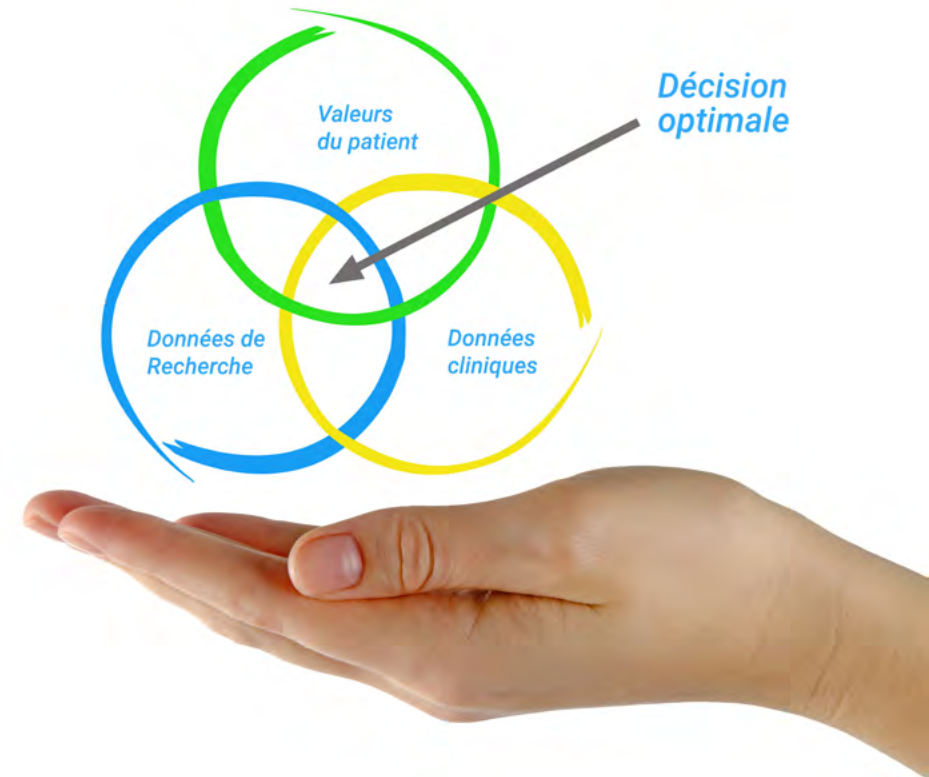 Valeurs
du patient
Décision
optimale
Données de
Recherche
Données
cliniques